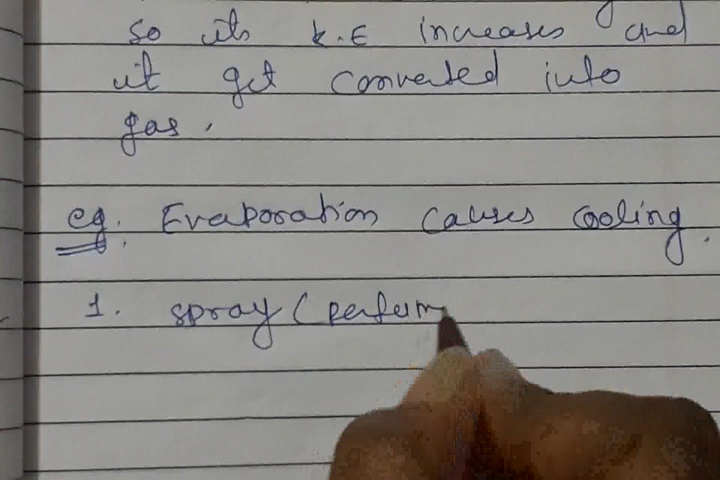 so its k.E increases and
it get converted into
gas.
eg. Evaporation causes cooling.
1. spray (perfum